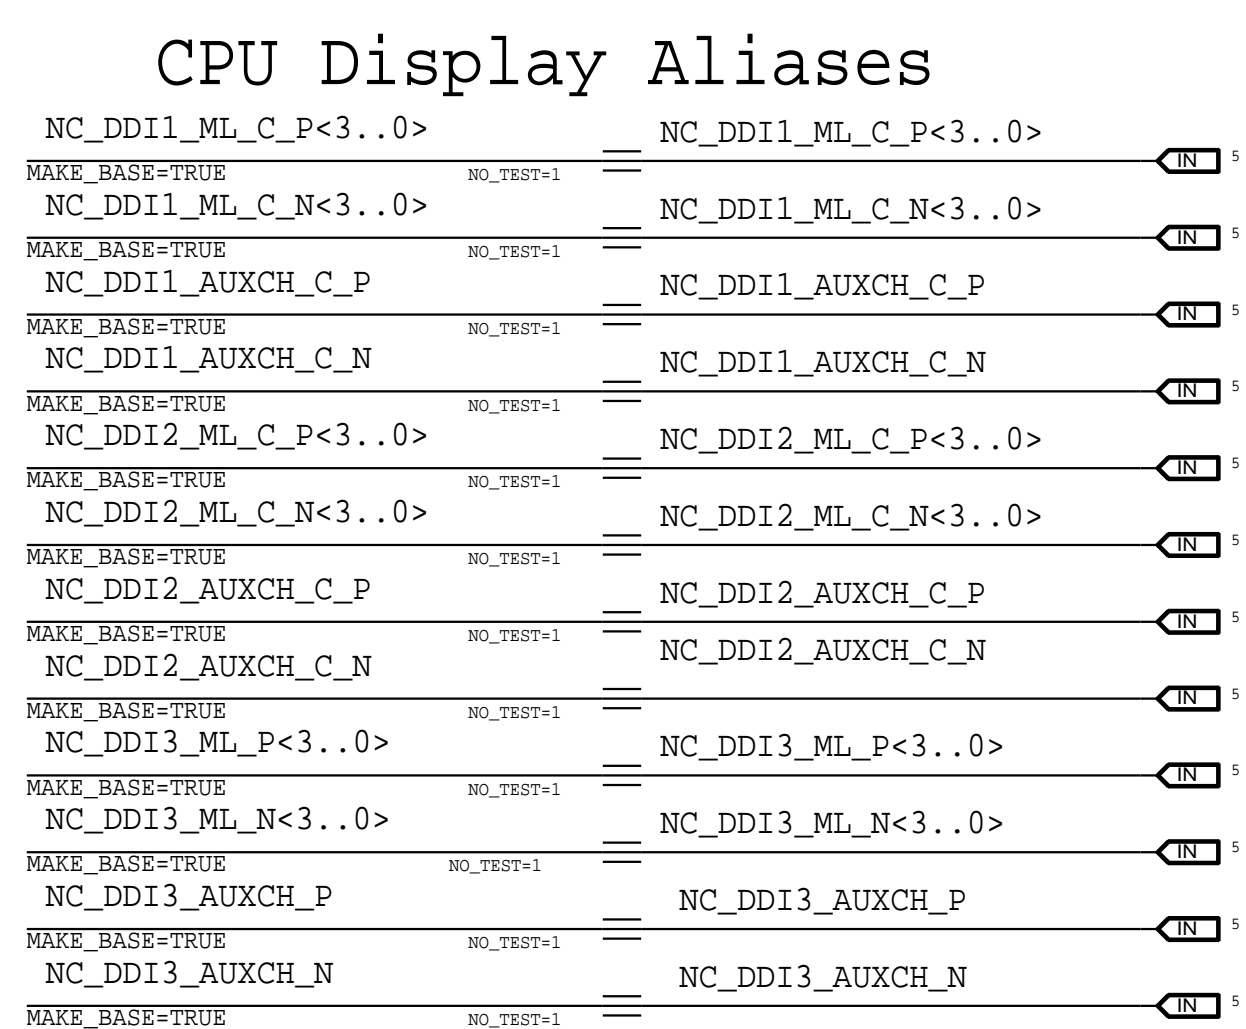 CPU Display Aliases
NC_DDI1_ML_C_P<3..0> NC_DDI1_ML_C_P<3..0>
IN 5
MAKE_BASE=TRUE NO_TEST=1
NC_DDI1_ML_C_N<3..0> NC_DDI1_ML_C_N<3..0>
IN 5
MAKE_BASE=TRUE NO_TEST=1
NC_DDI1_AUXCH_C_P NC_DDI1_AUXCH_C_P
IN 5
MAKE_BASE=TRUE NO_TEST=1
NC_DDI1_AUXCH_C_N NC_DDI1_AUXCH_C_N
IN 5
MAKE_BASE=TRUE NO_TEST=1
NC_DDI2_ML_C_P<3..0> NC_DDI2_ML_C_P<3..0>
IN 5
MAKE_BASE=TRUE NO_TEST=1
NC_DDI2_ML_C_N<3..0> NC_DDI2_ML_C_N<3..0>
IN 5
MAKE_BASE=TRUE NO_TEST=1
NC_DDI2_AUXCH_C_P NC_DDI2_AUXCH_C_P
IN 5
MAKE_BASE=TRUE NO_TEST=1
NC_DDI2_AUXCH_C_N NC_DDI2_AUXCH_C_N
IN 5
MAKE_BASE=TRUE NO_TEST=1
NC_DDI3_ML_P<3..0> NC_DDI3_ML_P<3..0>
IN 5
MAKE_BASE=TRUE NO_TEST=1
NC_DDI3_ML_N<3..0> NC_DDI3_ML_N<3..0>
IN 5
MAKE_BASE=TRUE NO_TEST=1
NC_DDI3_AUXCH_P NC_DDI3_AUXCH_P
IN 5
MAKE_BASE=TRUE NO_TEST=1
NC_DDI3_AUXCH_N NC_DDI3_AUXCH_N
IN 5
MAKE_BASE=TRUE NO_TEST=1